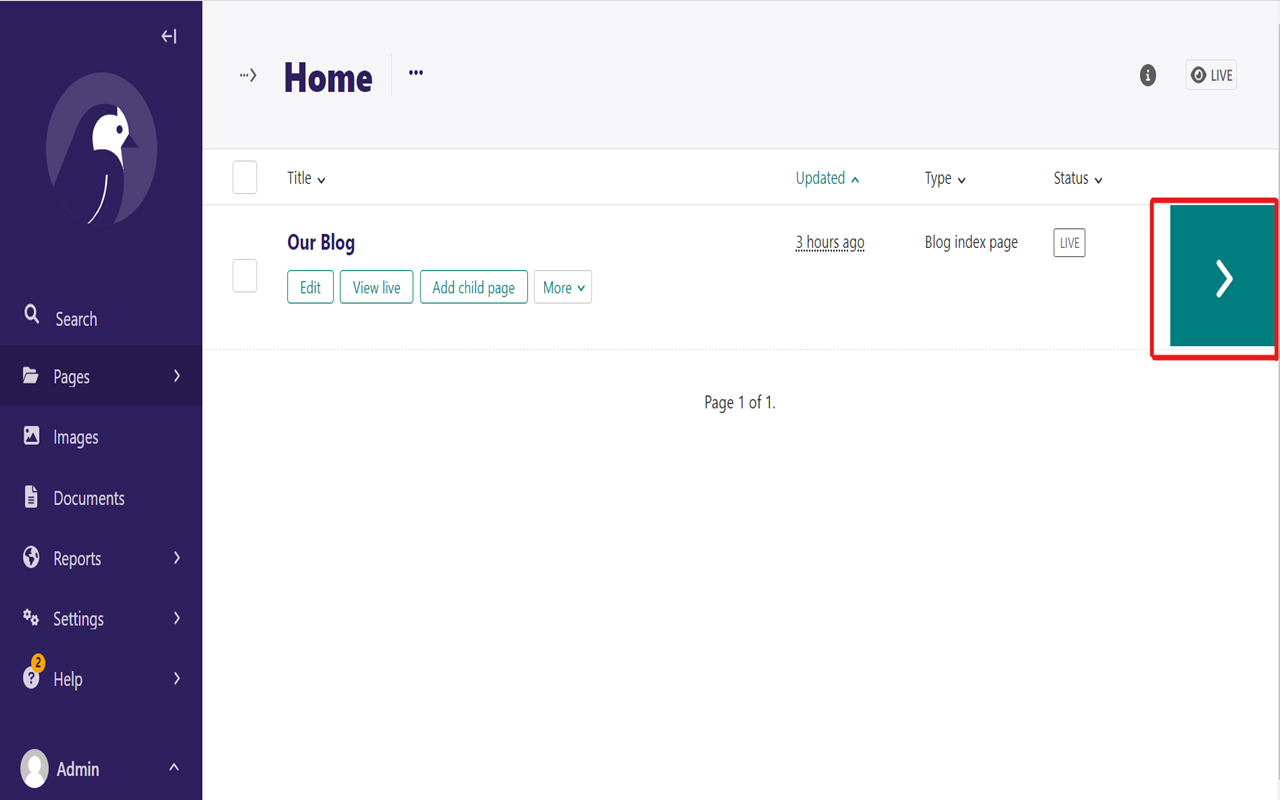 Home
LIVE
Title Updated Type Status
Our Blog 3 hours ago Blog index page LIVE
Edit View live Add child page More
Page 1 of 1.
Search
Pages
Images
Documents
Reports
Settings
2
Help
Admin